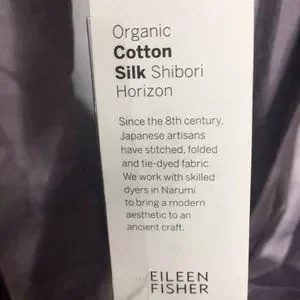 Organic
Cotton
Silk Shibori
Horizon
Since the 8th century,
Japanese artisans
have stitched, folded
and tie-dyed fabric.
We work with skilled
dyers in Narumi
to bring a modern
aesthetic to an
ancient craft.
EILEEN
FISHER